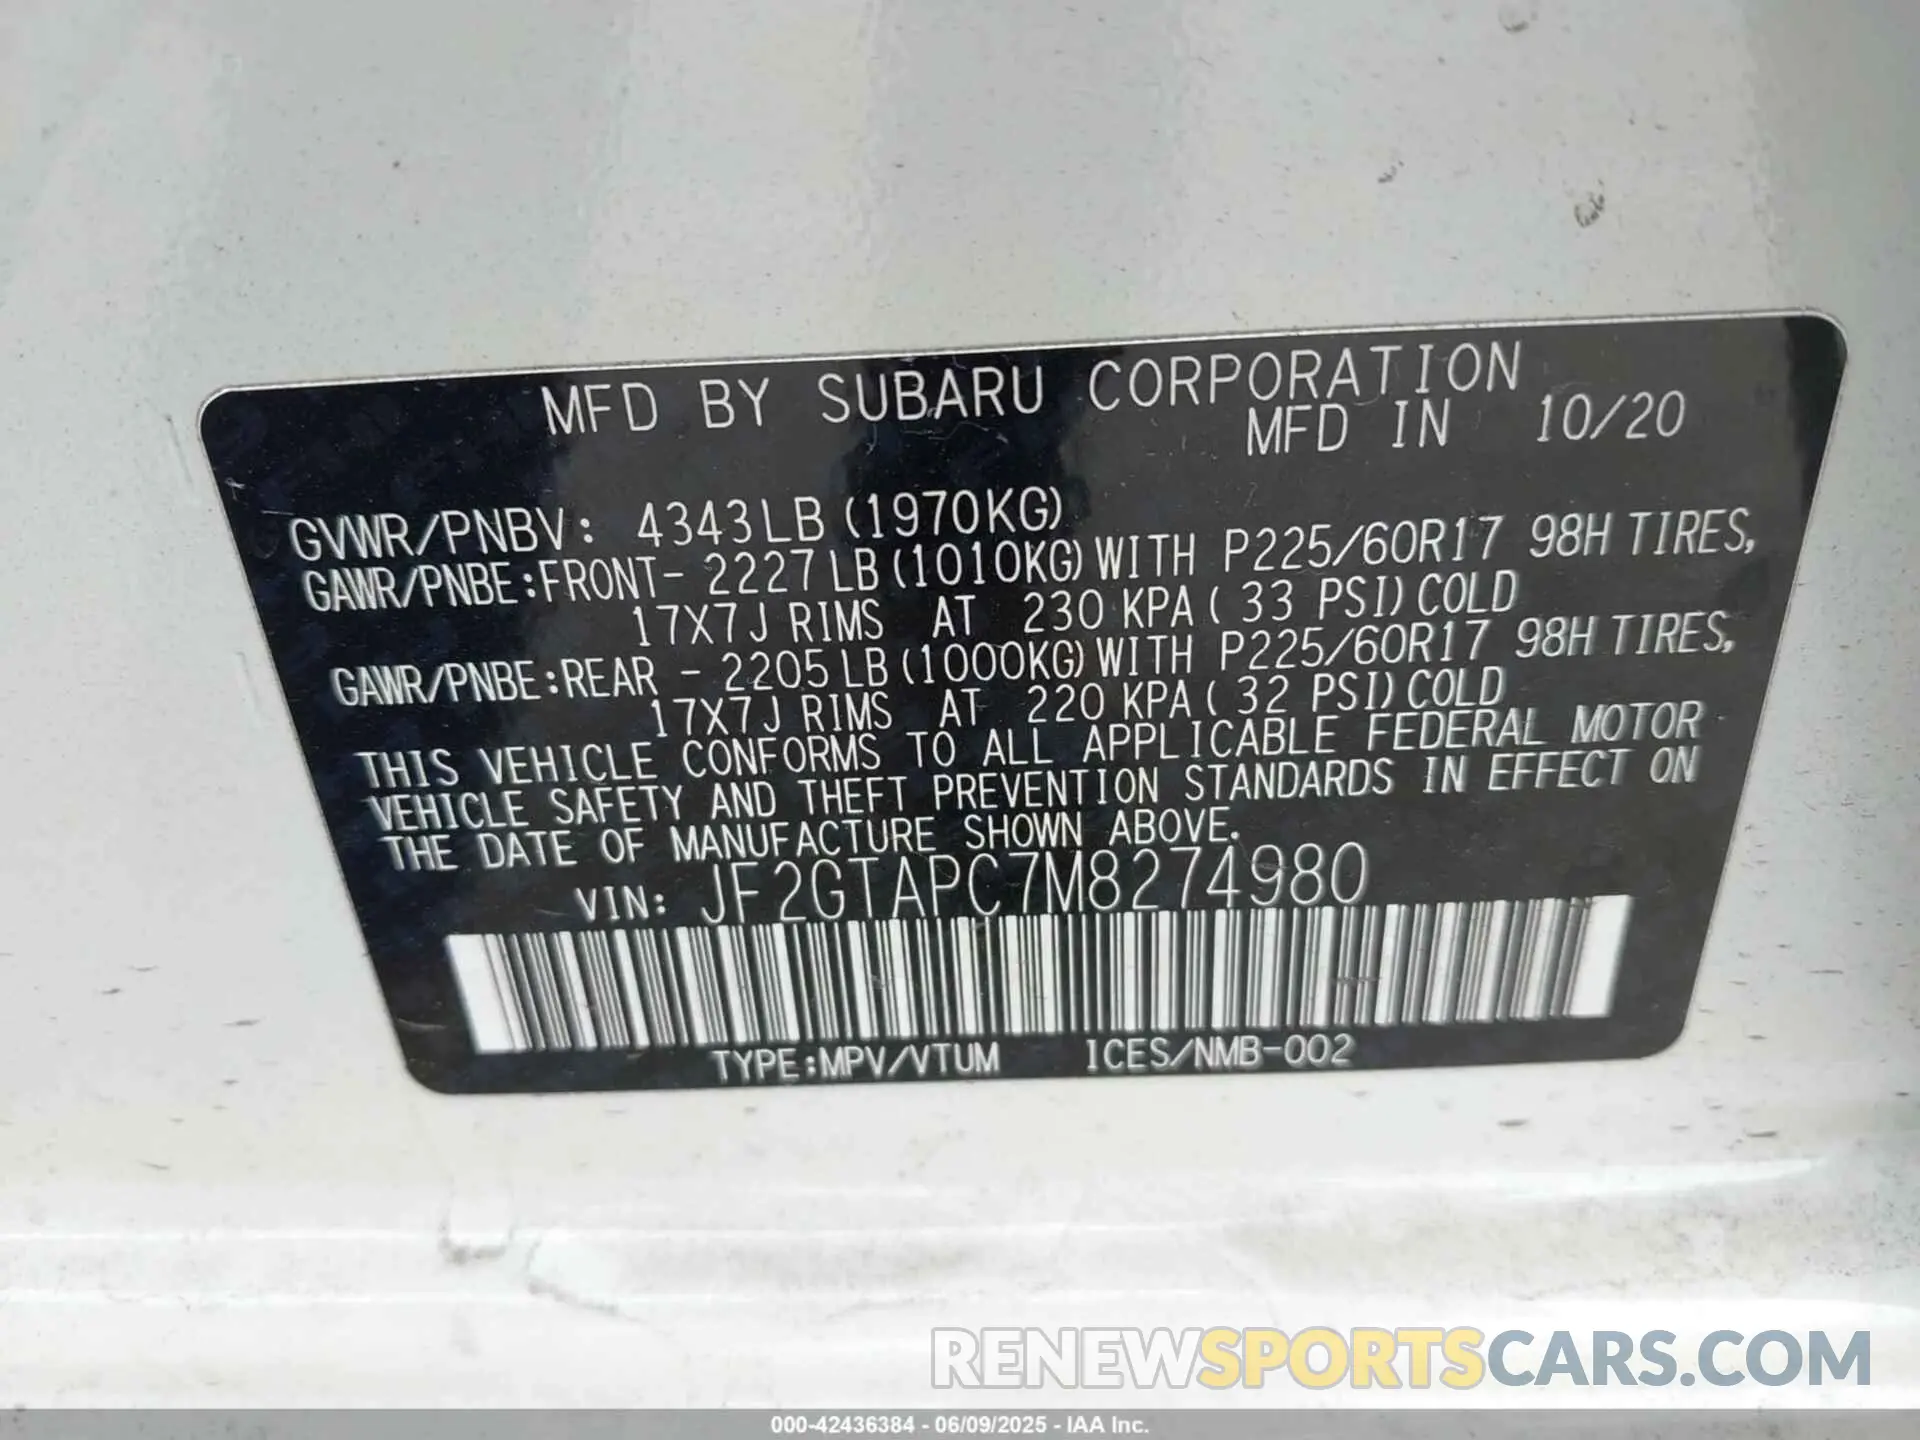 MFD BY SUBARU CORPORATION
MFD IN 10/20
GVWR/PNBV: 4343LB (1970KG)
GAWR/PNBE:FRONT- 2227LB (1010KG) WITH P225/60R17 98H TIRES,
17X7J RIMS AT 230 KPA ( 33 PSI) COLD
GAWR/PNBE:REAR - 2205LB (1000KG) WITH P225/60R17 98H TIRES,
17X7J RIMS AT 220 KPA ( 32 PSI) COLD
THIS VEHICLE CONFORMS TO ALL APPLICABLE FEDERAL MOTOR
VEHICLE SAFETY AND THEFT PREVENTION STANDARDS IN EFFECT ON
THE DATE OF MANUFACTURE SHOWN ABOVE.
VIN: JF2GTAPC7M8274980
TYPE:MPV/VTUM ICES/NMB-002
RENEWSPORTSCARS.COM
000-42436384 - 06/09/2025 - IAA Inc.